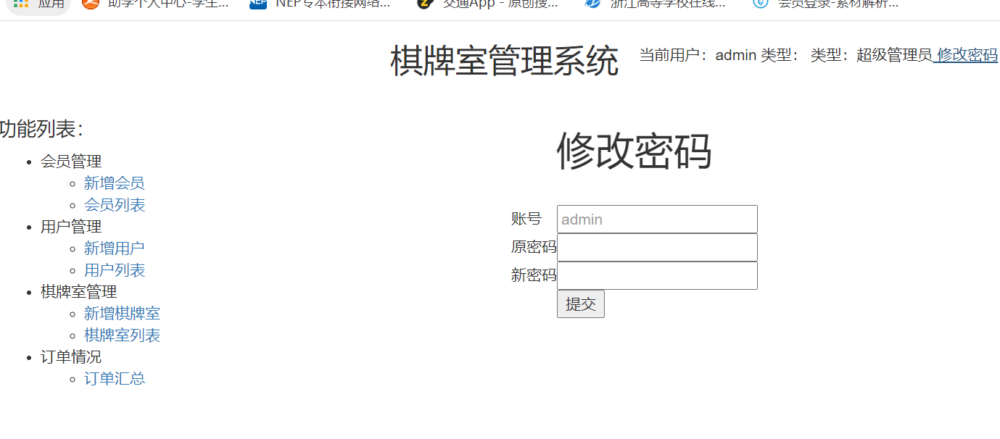 应用 助学个人中心-学生... NEP专本衔接网络... 交通App - 原创搜... 浙江高等学校在线... 会员登录-素材解析...
棋牌室管理系统 当前用户：admin 类型： 类型：超级管理员 修改密码
功能列表：
修改密码
会员管理
新增会员
会员列表
用户管理
新增用户
用户列表
棋牌室管理
新增棋牌室
棋牌室列表
订单情况
订单汇总
账号 admin
原密码
新密码
提交